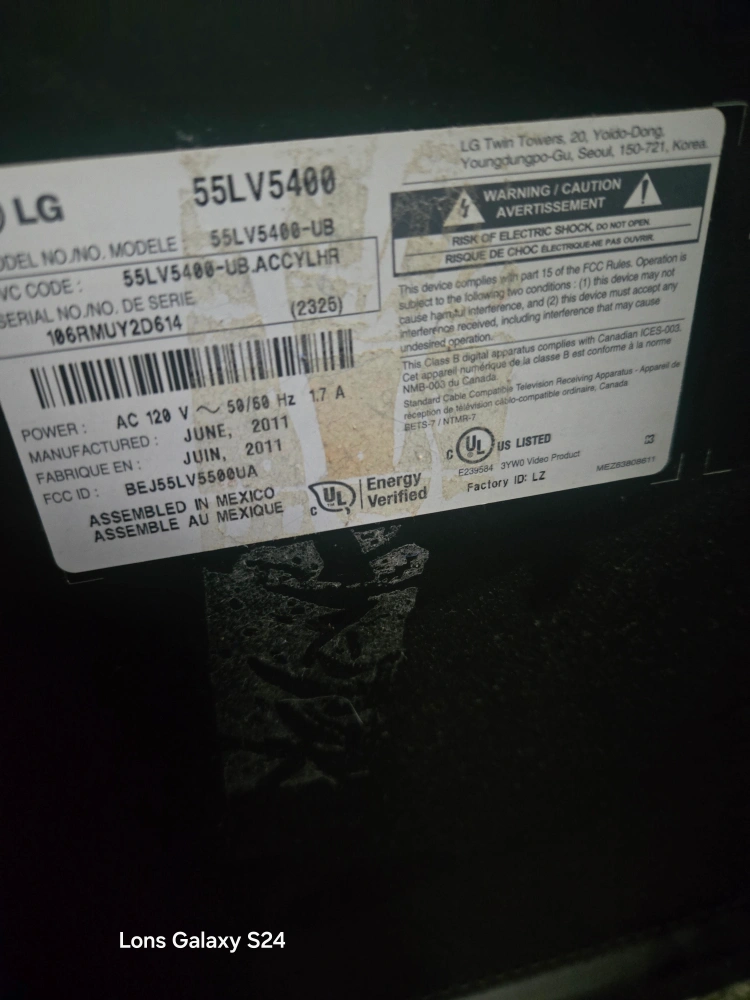 LG
55LV5400
MODEL NO./NO. MODELE : 55LV5400-UB
SVC CODE : 55LV5400-UB.ACCYLHR
SERIAL NO./NO. DE SERIE (2325)
106RMUY2D614
POWER : AC 120 V ~ 50/60 Hz 1.7 A
MANUFACTURED : JUNE, 2011
FABRIQUE EN : JUIN, 2011
FCC ID : BEJ55LV5500UA
ASSEMBLED IN MEXICO
ASSEMBLE AU MEXIQUE
c UL Energy
Verified
LG Twin Towers, 20, Yoido-Dong,
Youngdungpo-Gu, Seoul, 150-721, Korea.
WARNING / CAUTION
AVERTISSEMENT
RISK OF ELECTRIC SHOCK, DO NOT OPEN.
RISQUE DE CHOC ÉLECTRIQUE-NE PAS OUVRIR.
This device complies with part 15 of the FCC Rules. Operation is
subject to the following two conditions : (1) this device may not
cause harmful interference, and (2) this device must accept any
interference received, including interference that may cause
undesired operation.
This Class B digital apparatus complies with Canadian ICES-003.
Cet appareil numérique de la classe B est conforme à la norme
NMB-003 du Canada.
Standard Cable Compatible Television Receiving Apparatus - Appareil de
réception de télévision câblo-compatible ordinaire, Canada
BETS-7 / NTMR-7
c UL US LISTED
E239584 3YW0 Video Product
Factory ID: LZ
Lons Galaxy S24